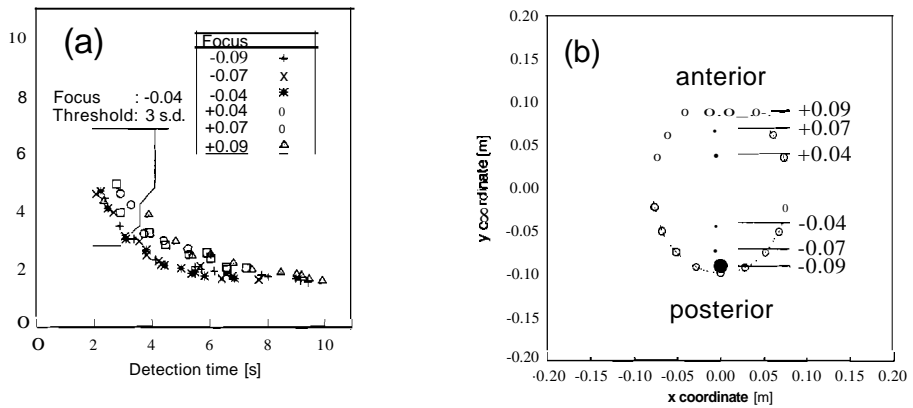 (a)
10
8
6
4
2
O
O
2
4
6
8
10
Detection time [s]
Focus
-0.09
-0.07
-0.04
+0.04
+0.07
+0.09
Focus : -0.04
Threshold: 3 s.d.
(b)
0.20
0.15
0.10
0.05
0.00
-0.05
-0.10
-0.15
-0.20
anterior
+0.09
+0.07
+0.04
-0.04
-0.07
-0.09
posterior
y coordinate [m]
-0.20 -0.15 -0.10 -0.05 0.00 0.05 0.10 0.15 0.20
x coordinate [m]